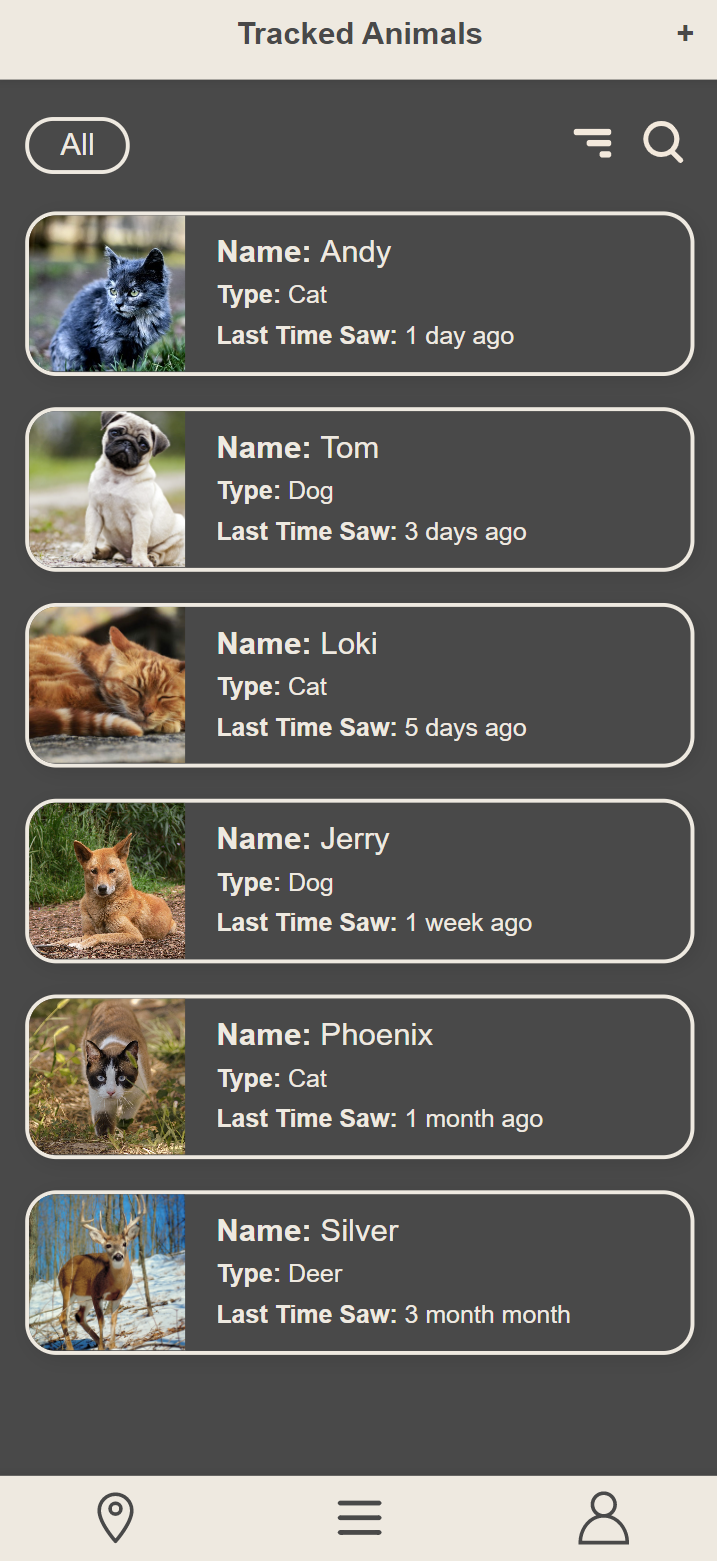 Tracked Animals +
All
Name: Andy
Type: Cat
Last Time Saw: 1 day ago
Name: Tom
Type: Dog
Last Time Saw: 3 days ago
Name: Loki
Type: Cat
Last Time Saw: 5 days ago
Name: Jerry
Type: Dog
Last Time Saw: 1 week ago
Name: Phoenix
Type: Cat
Last Time Saw: 1 month ago
Name: Silver
Type: Deer
Last Time Saw: 3 month month